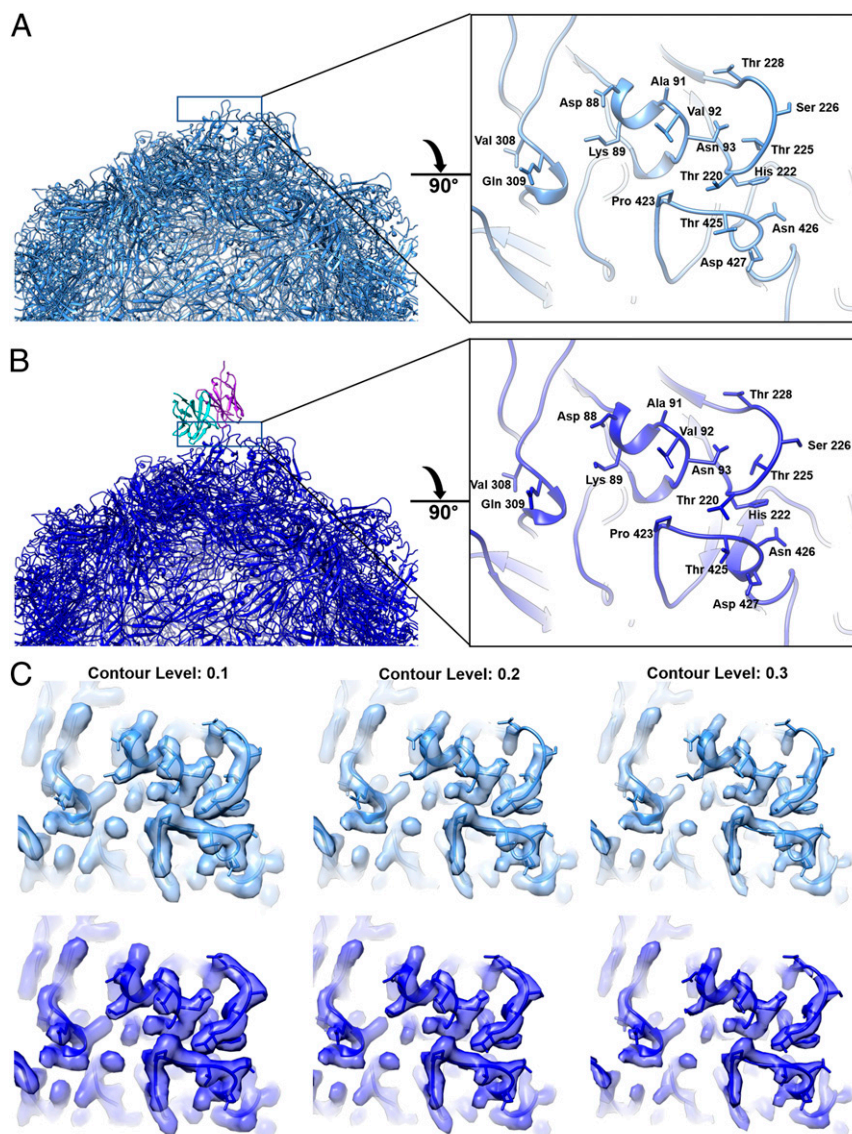 A
Thr 228
Ala 91
Asp 88
Ser 226
Val 92
Val 308
Lys 89
Asn 93
Thr 225
Gln 309
Thr 220
His 222
90°
Pro 423
Thr 425
Asn 426
Asp 427
B
Thr 228
Ala 91
Asp 88
Val 92
Ser 226
Lys 89
Asn 93
Thr 225
Val 308
Gln 309
Thr 220
His 222
90°
Pro 423
Asn 426
Thr 425
Asp 427
C
Contour Level: 0.1
Contour Level: 0.2
Contour Level: 0.3